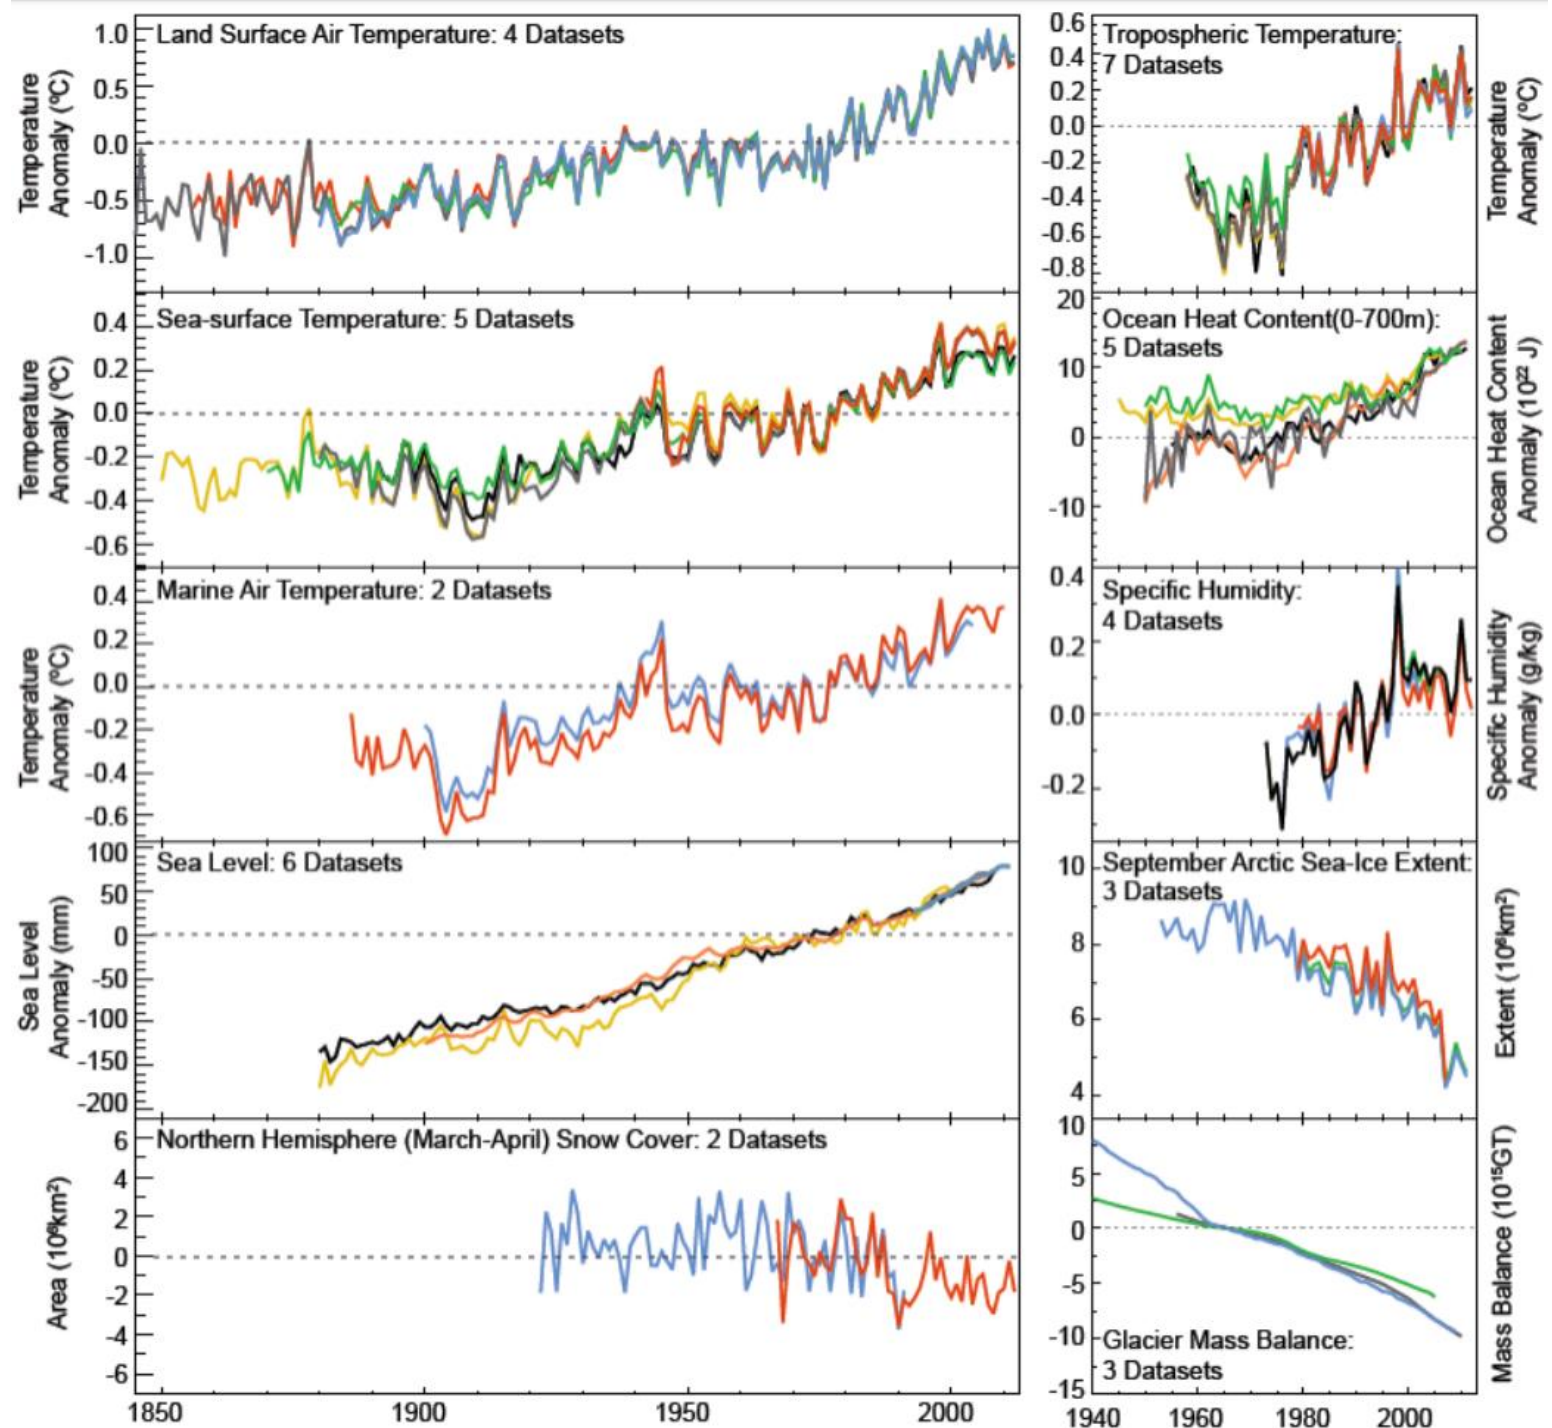 Land Surface Air Temperature: 4 Datasets
Temperature
Anomaly (ºC)
1.0
0.5
0.0
-0.5
-1.0
Sea-surface Temperature: 5 Datasets
Temperature
Anomaly (ºC)
0.4
0.2
0.0
-0.2
-0.4
-0.6
Marine Air Temperature: 2 Datasets
Temperature
Anomaly (ºC)
0.4
0.2
0.0
-0.2
-0.4
-0.6
Sea Level: 6 Datasets
Sea Level
Anomaly (mm)
100
50
0
-50
-100
-150
-200
Northern Hemisphere (March-April) Snow Cover: 2 Datasets
Area (10⁶km²)
6
4
2
0
-2
-4
-6
1850
1900
1950
2000
Tropospheric Temperature:
7 Datasets
Temperature
Anomaly (ºC)
0.6
0.4
0.2
0.0
-0.2
-0.4
-0.6
-0.8
Ocean Heat Content(0-700m):
5 Datasets
Ocean Heat Content
Anomaly (10²² J)
20
10
0
-10
Specific Humidity:
4 Datasets
Specific Humidity
Anomaly (g/kg)
0.4
0.2
0.0
-0.2
September Arctic Sea-Ice Extent:
3 Datasets
Extent (10⁶km²)
10
8
6
4
Glacier Mass Balance:
3 Datasets
Mass Balance (10¹⁵GT)
10
5
0
-5
-10
-15
1940
1960
1980
2000